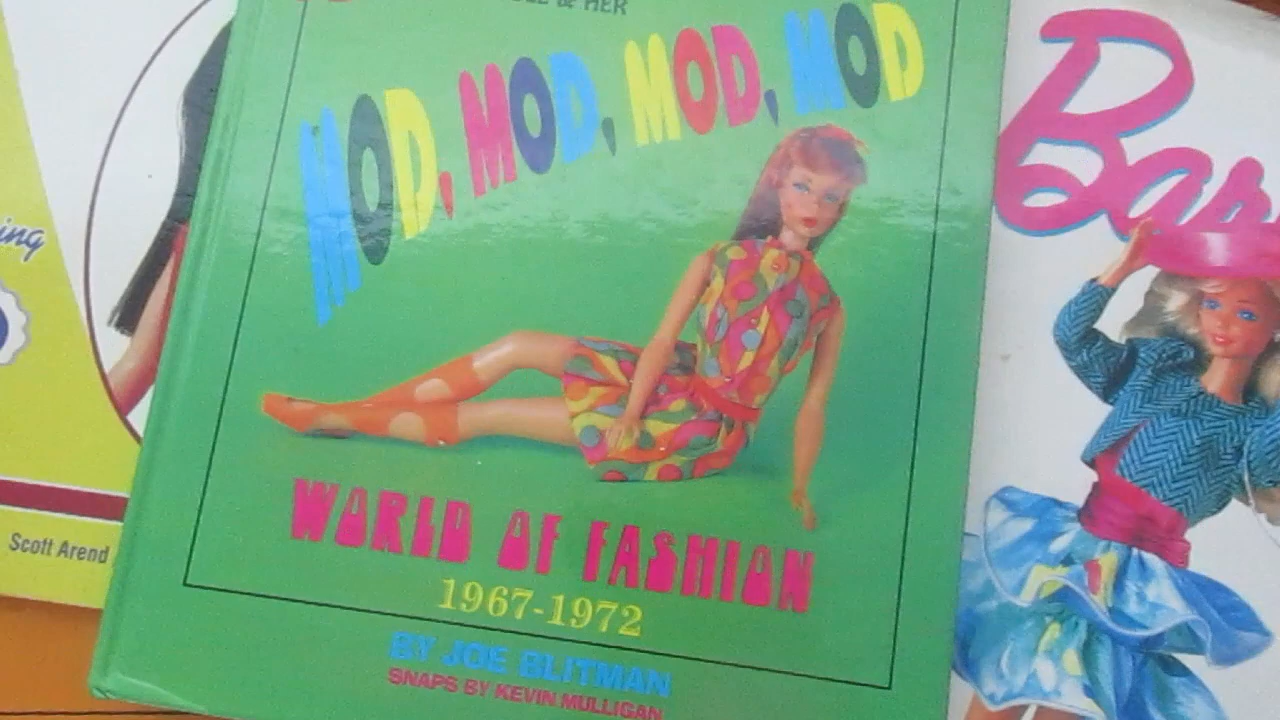 & HER
MOD, MOD, MOD, MOD
WORLD OF FASHION
1967-1972
BY JOE BLITMAN
SNAPS BY KEVIN MULLIGAN
Scott Arend
ing
Bar